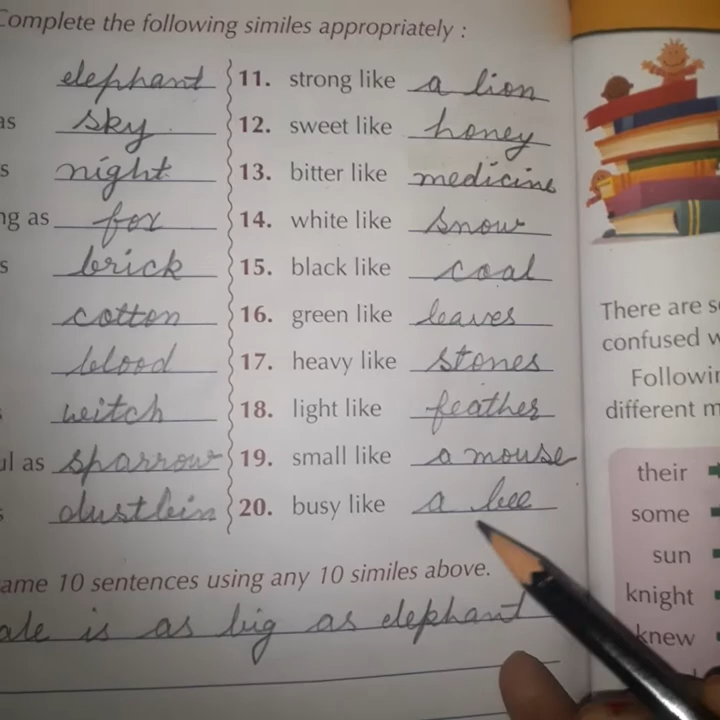 Complete the following similes appropriately :
elephant
as sky
s night
ng as fox
s brick
cotton
blood
s witch
ul as sparrow
s dustbin
11. strong like a lion
12. sweet like honey
13. bitter like medicine
14. white like snow
15. black like coal
16. green like leaves
17. heavy like stones
18. light like feather
19. small like a mouse
20. busy like a bee
ame 10 sentences using any 10 similes above.
ale is as big as elephant
There are s
confused w
Followin
different m
their
some
sun
knight
knew